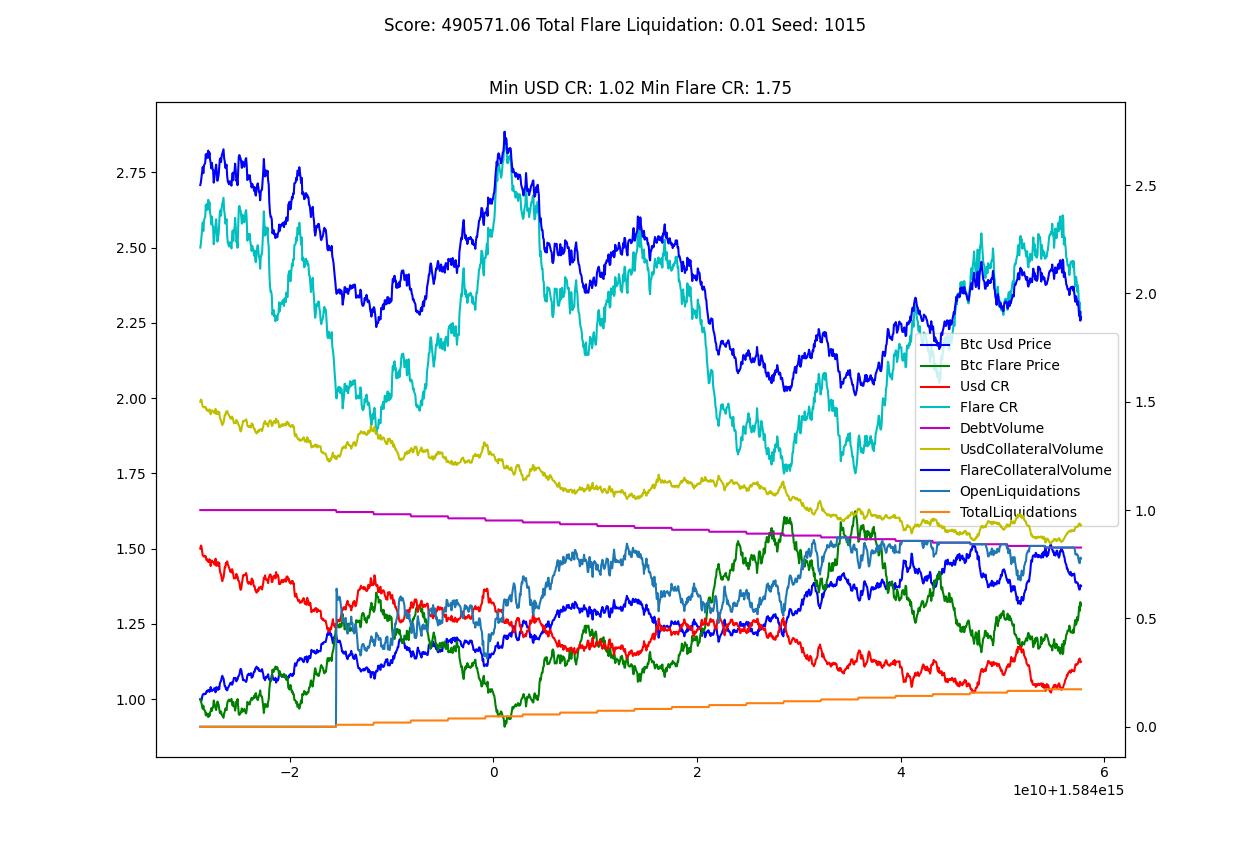 Score: 490571.06 Total Flare Liquidation: 0.01 Seed: 1015
Min USD CR: 1.02 Min Flare CR: 1.75
2.75
2.50
2.25
2.00
1.75
1.50
1.25
1.00
2.5
2.0
1.5
1.0
0.5
0.0
Btc Usd Price
Btc Flare Price
Usd CR
Flare CR
DebtVolume
UsdCollateralVolume
FlareCollateralVolume
OpenLiquidations
TotalLiquidations
−2 0 2 4 6
1e10+1.584e15